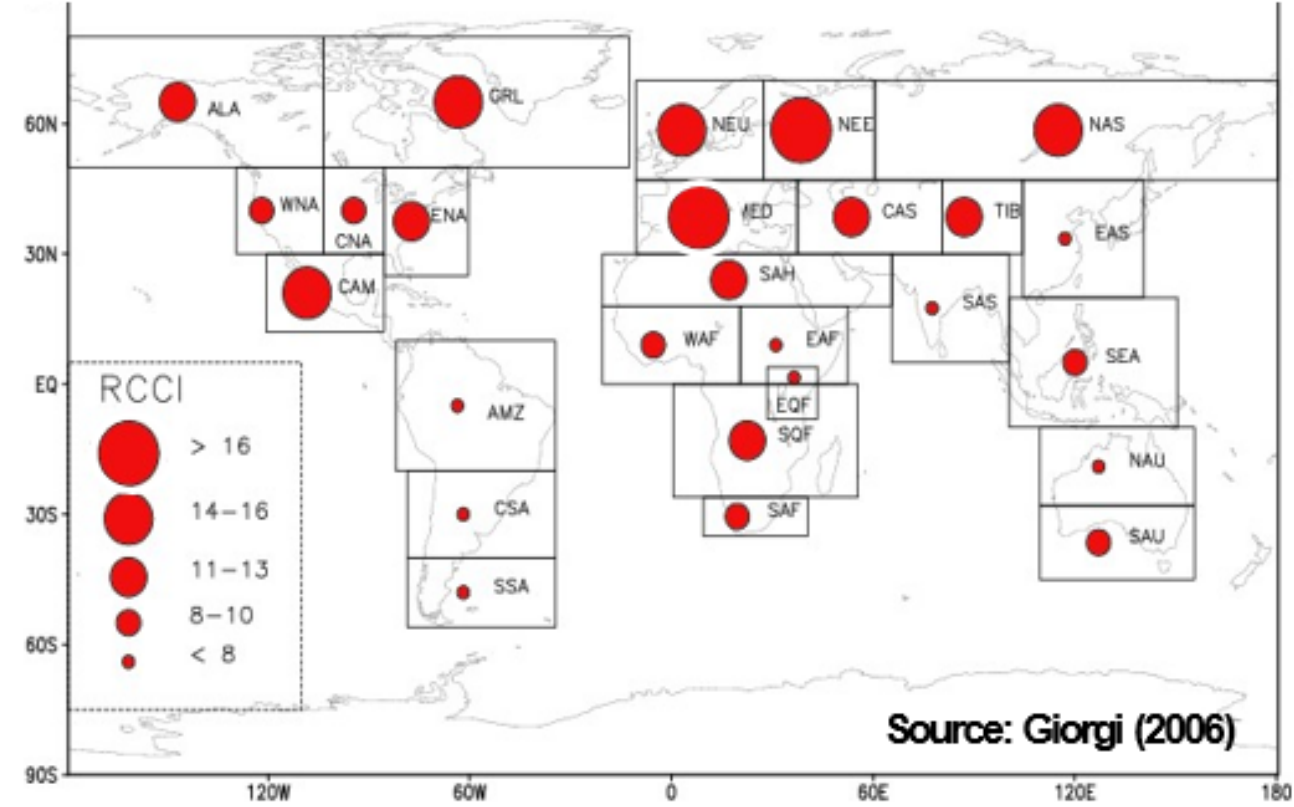 60N
30N
EQ
30S
60S
90S
ALA
GRL
NEU
NEE
NAS
WNA
CNA
ENA
CAS
TIB
EAS
CAM
SAH
SAS
WAF
EAF
SEA
EQF
AMZ
SQF
NAU
CSA
SAF
SAU
SSA
RCCI
> 16
14-16
11-13
8-10
< 8
Source: Giorgi (2006)
120W
60W
0
60E
120E
180